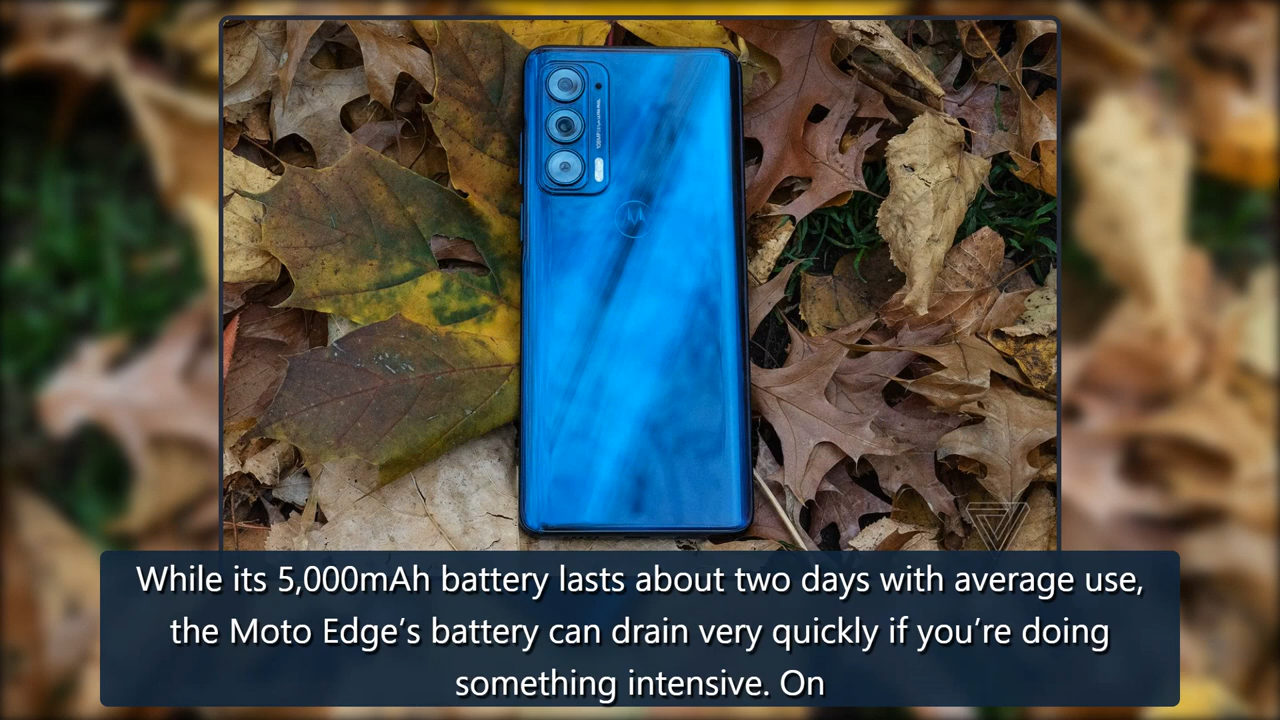 While its 5,000mAh battery lasts about two days with average use,
the Moto Edge’s battery can drain very quickly if you’re doing
something intensive. On